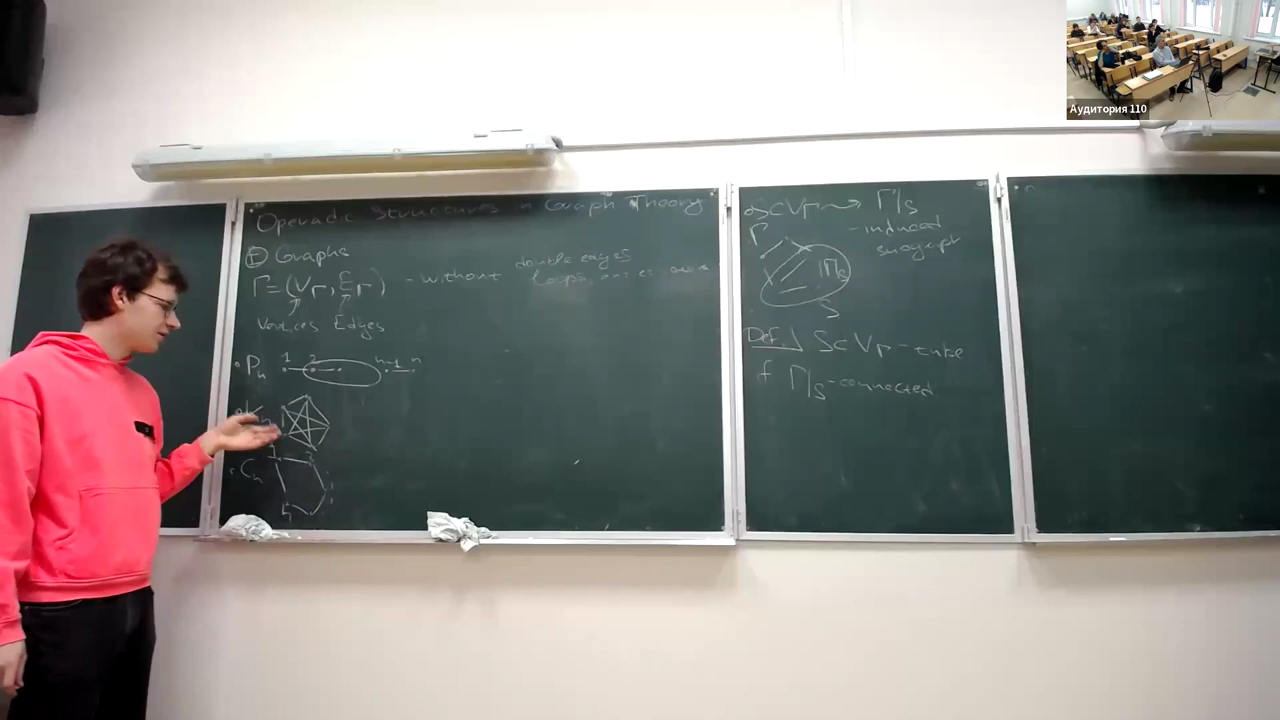 Operadic Structures in Graph Theory
I Graphs
Γ = (V_Γ, E_Γ) - without double edges
loops,
Vertices Edges
• P_n 1 2 n-1 n
• C_n 1 2
S ⊂ V_Γ ⇝ Γ|_S
Γ - induced
subgraph
Γ|_S
S
Def. S ⊂ V_Γ - tube
if Γ|_S - connected
Аудитория 110